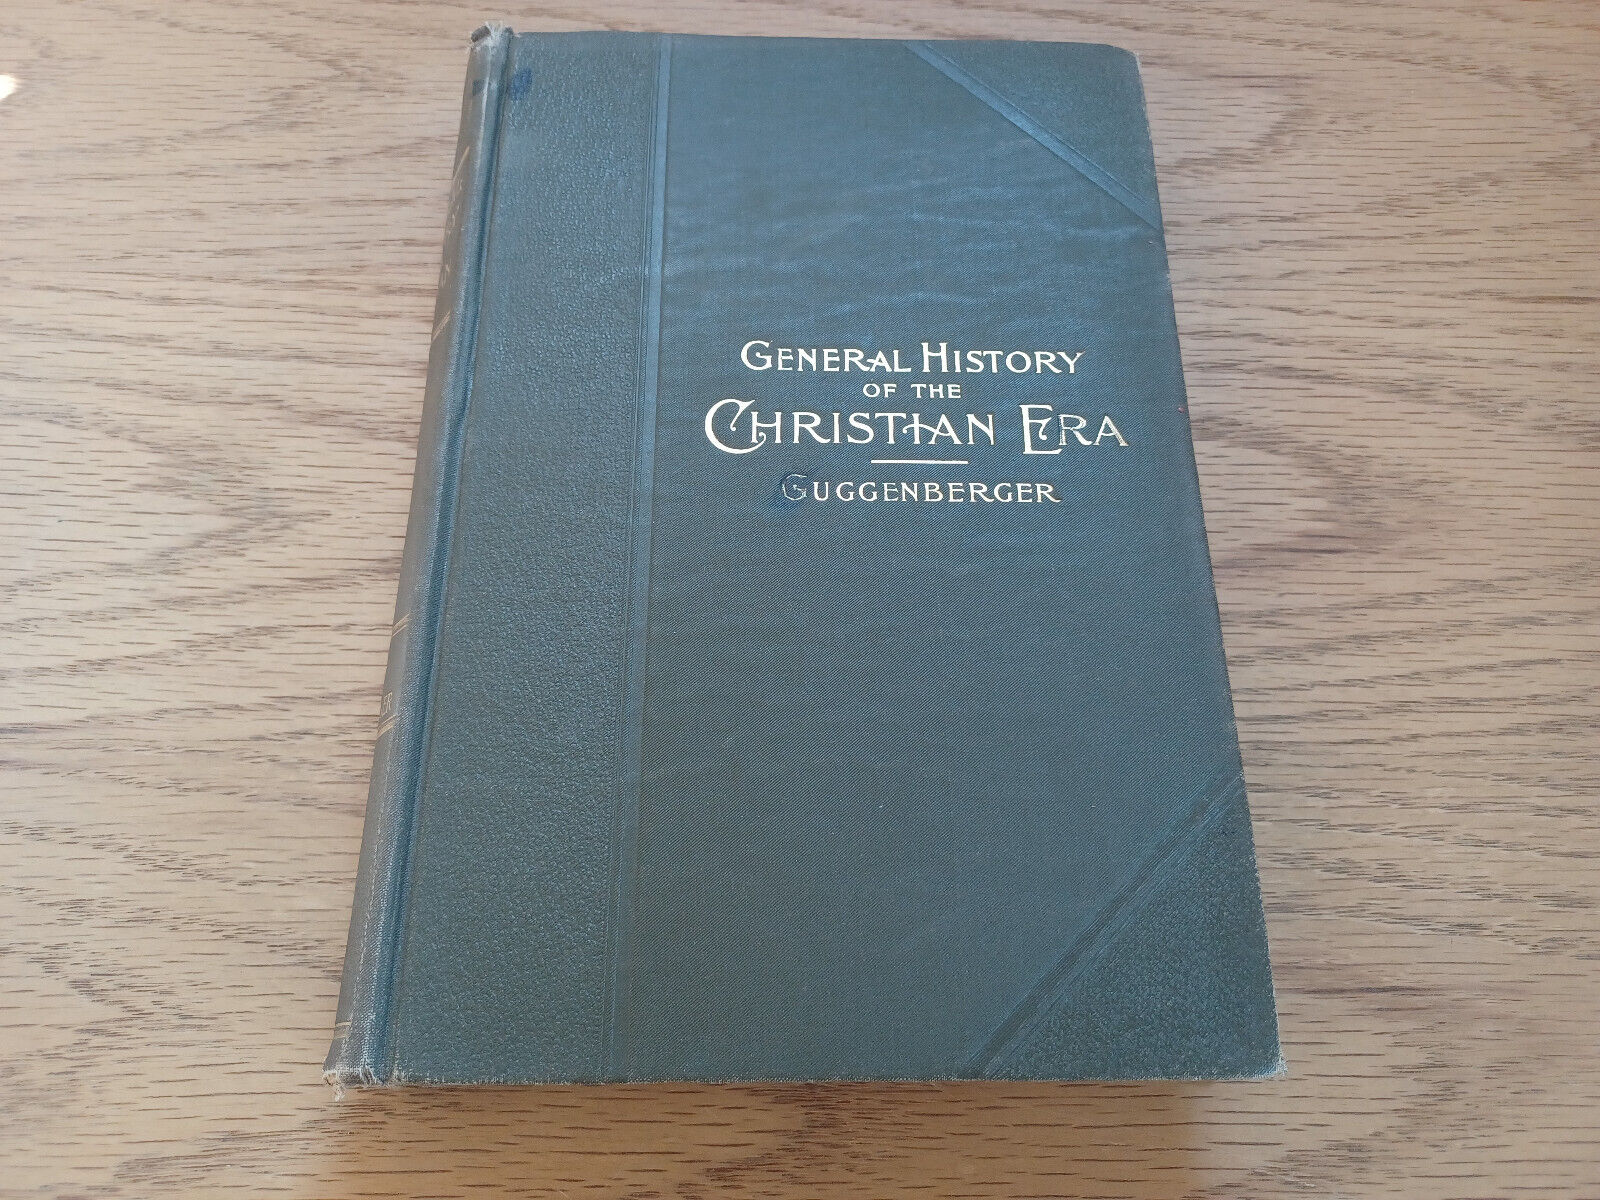 GENERAL HISTORY
OF THE
CHRISTIAN ERA
GUGGENBERGER